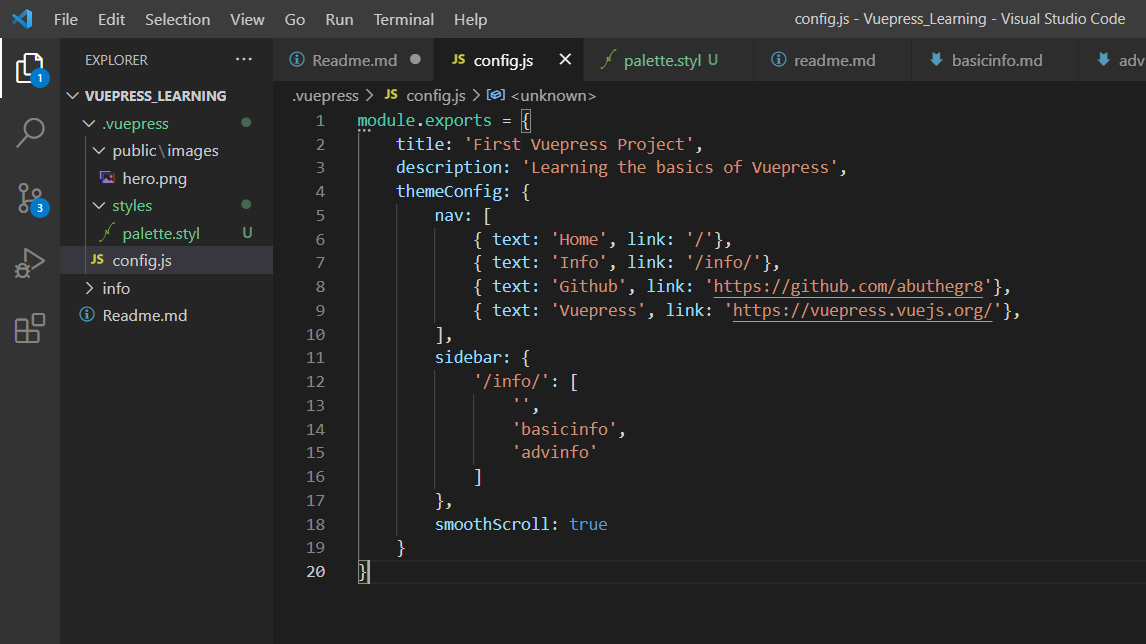 File Edit Selection View Go Run Terminal Help config.js - Vuepress_Learning - Visual Studio Code
EXPLORER ···
Readme.md JS config.js palette.styl U readme.md basicinfo.md adv
1
VUEPRESS_LEARNING
.vuepress
public\images
hero.png
styles
3
palette.styl U
JS config.js
info
Readme.md
.vuepress > JS config.js > <unknown>
1 module.exports = {
2 title: 'First Vuepress Project',
3 description: 'Learning the basics of Vuepress',
4 themeConfig: {
5 nav: [
6 { text: 'Home', link: '/'},
7 { text: 'Info', link: '/info/'},
8 { text: 'Github', link: 'https://github.com/abuthegr8'},
9 { text: 'Vuepress', link: 'https://vuepress.vuejs.org/'},
10 ],
11 sidebar: {
12 '/info/': [
13 '',
14 'basicinfo',
15 'advinfo'
16 ]
17 },
18 smoothScroll: true
19 }
20 }